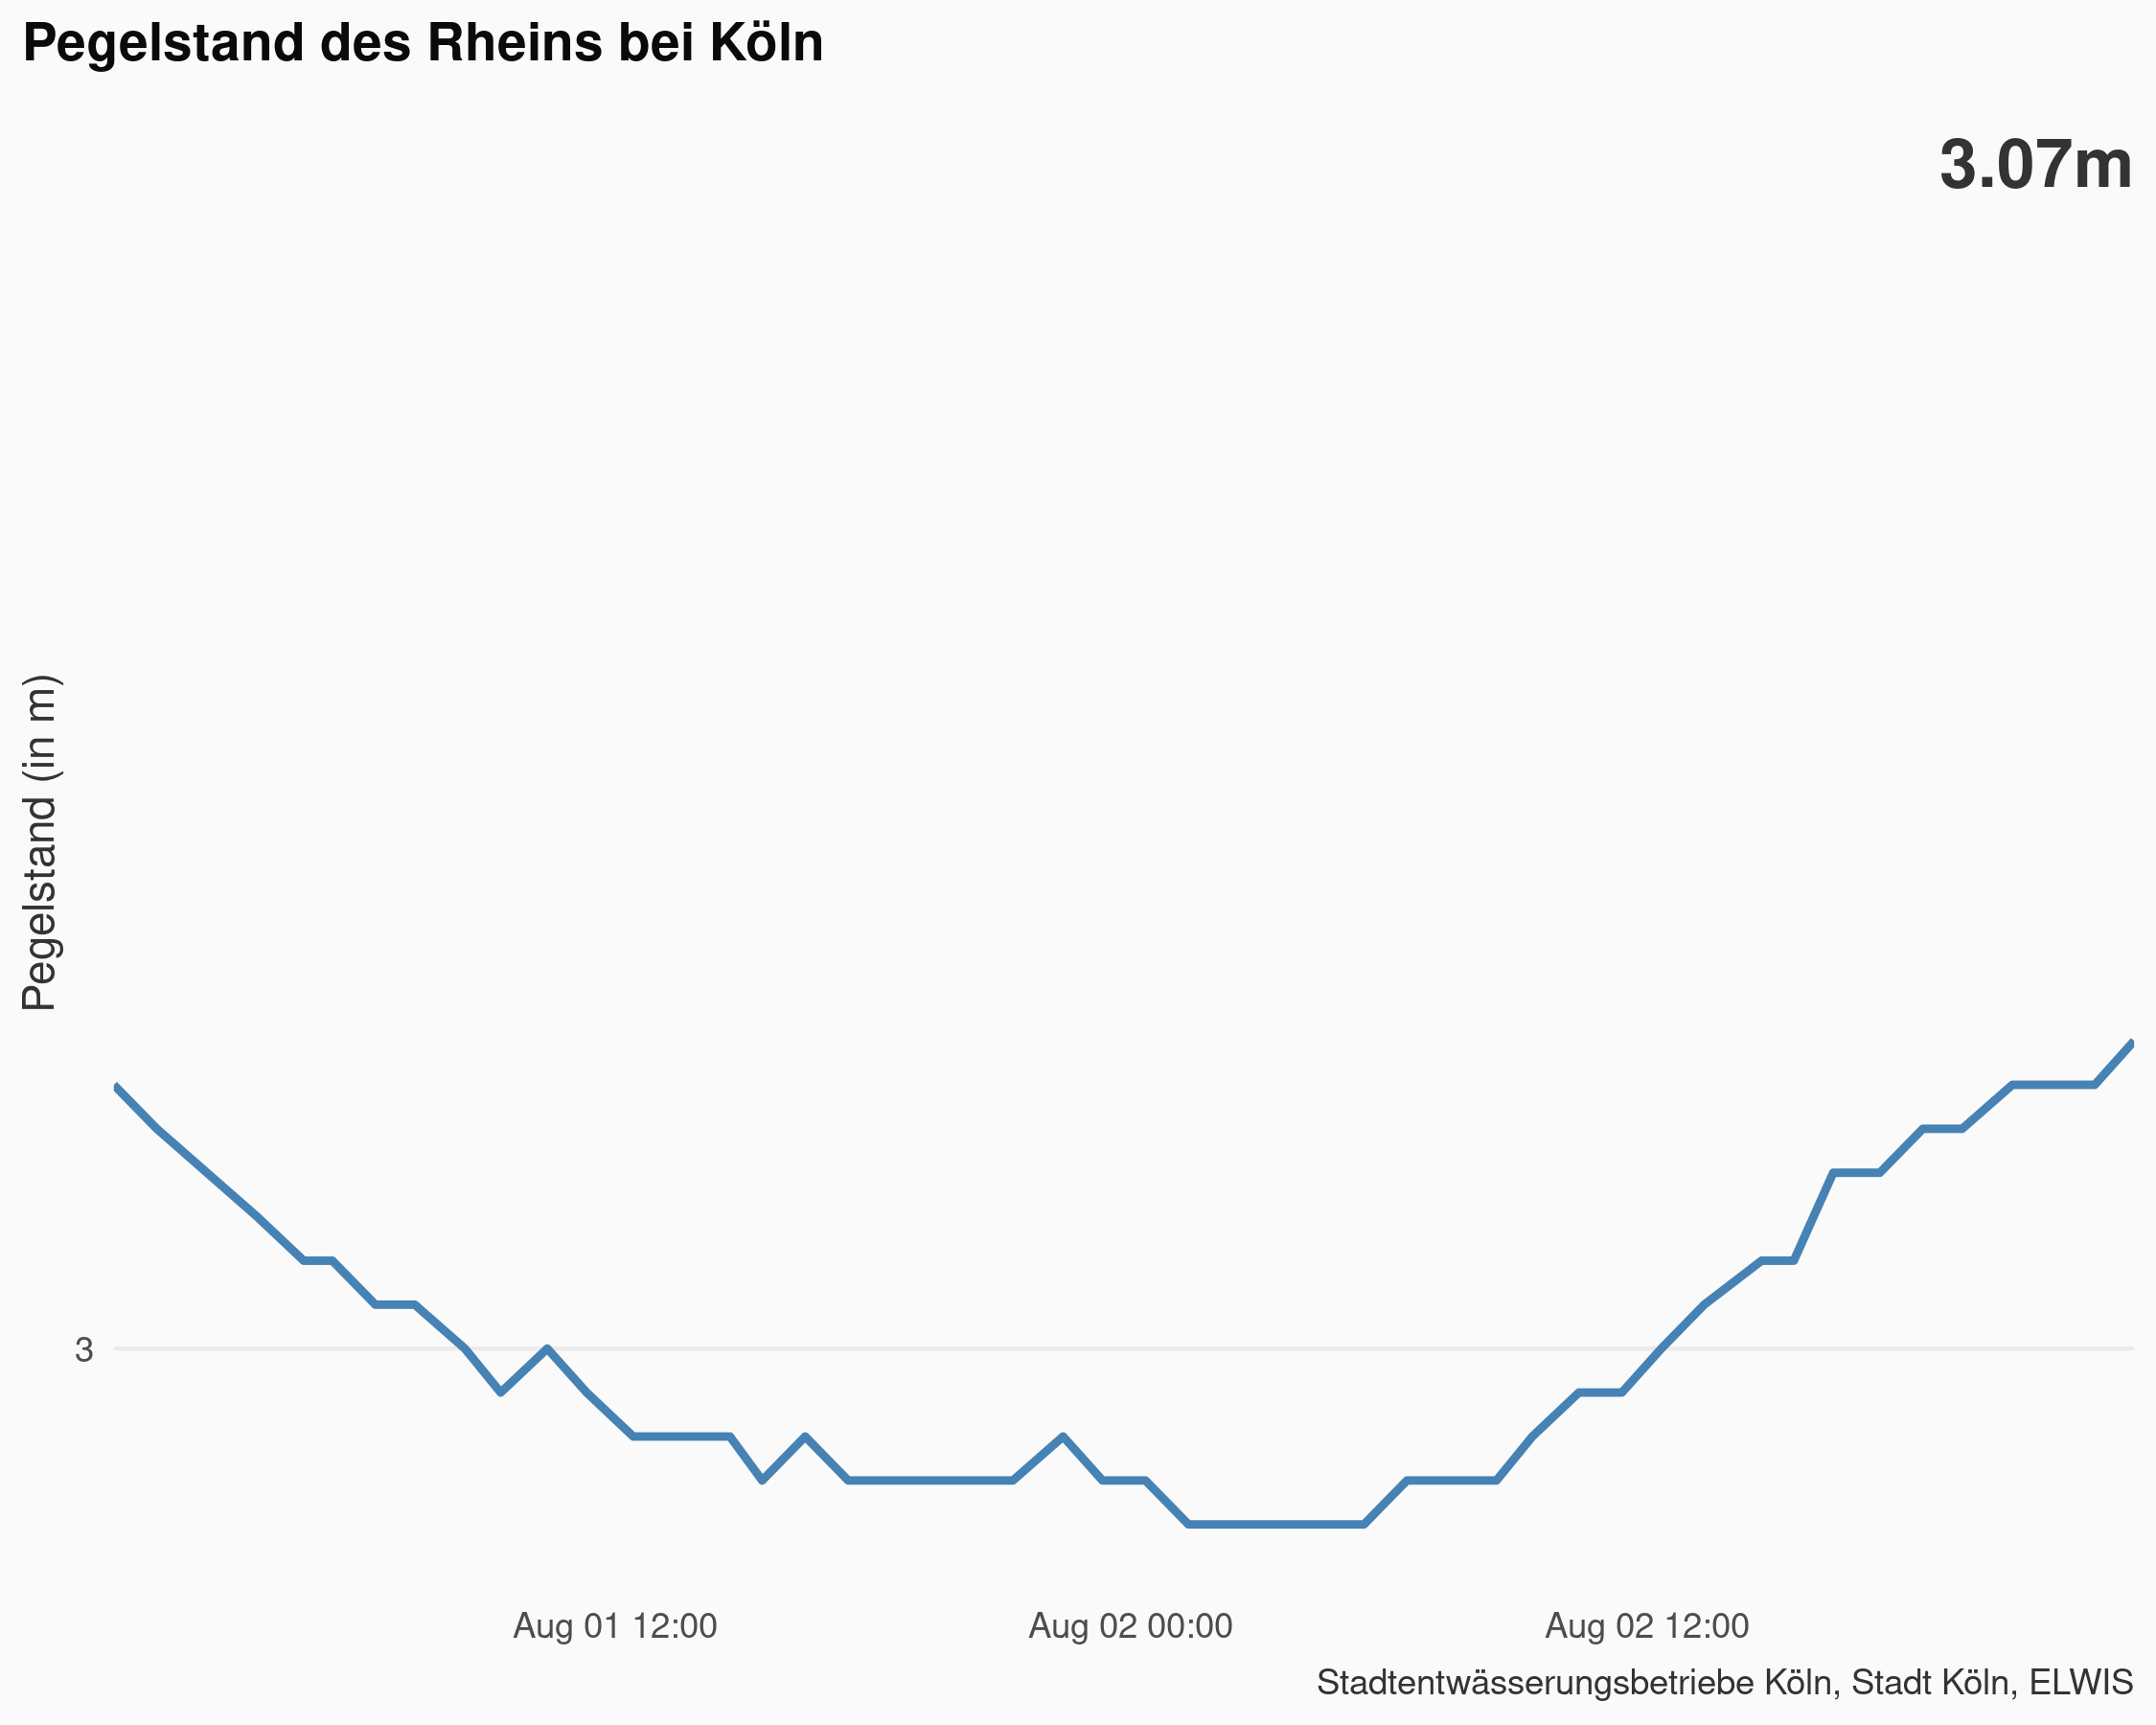 Pegelstand des Rheins bei Köln
3.07m
Pegelstand (in m)
3
Aug 01 12:00
Aug 02 00:00
Aug 02 12:00
Stadtentwässerungsbetriebe Köln, Stadt Köln, ELWIS